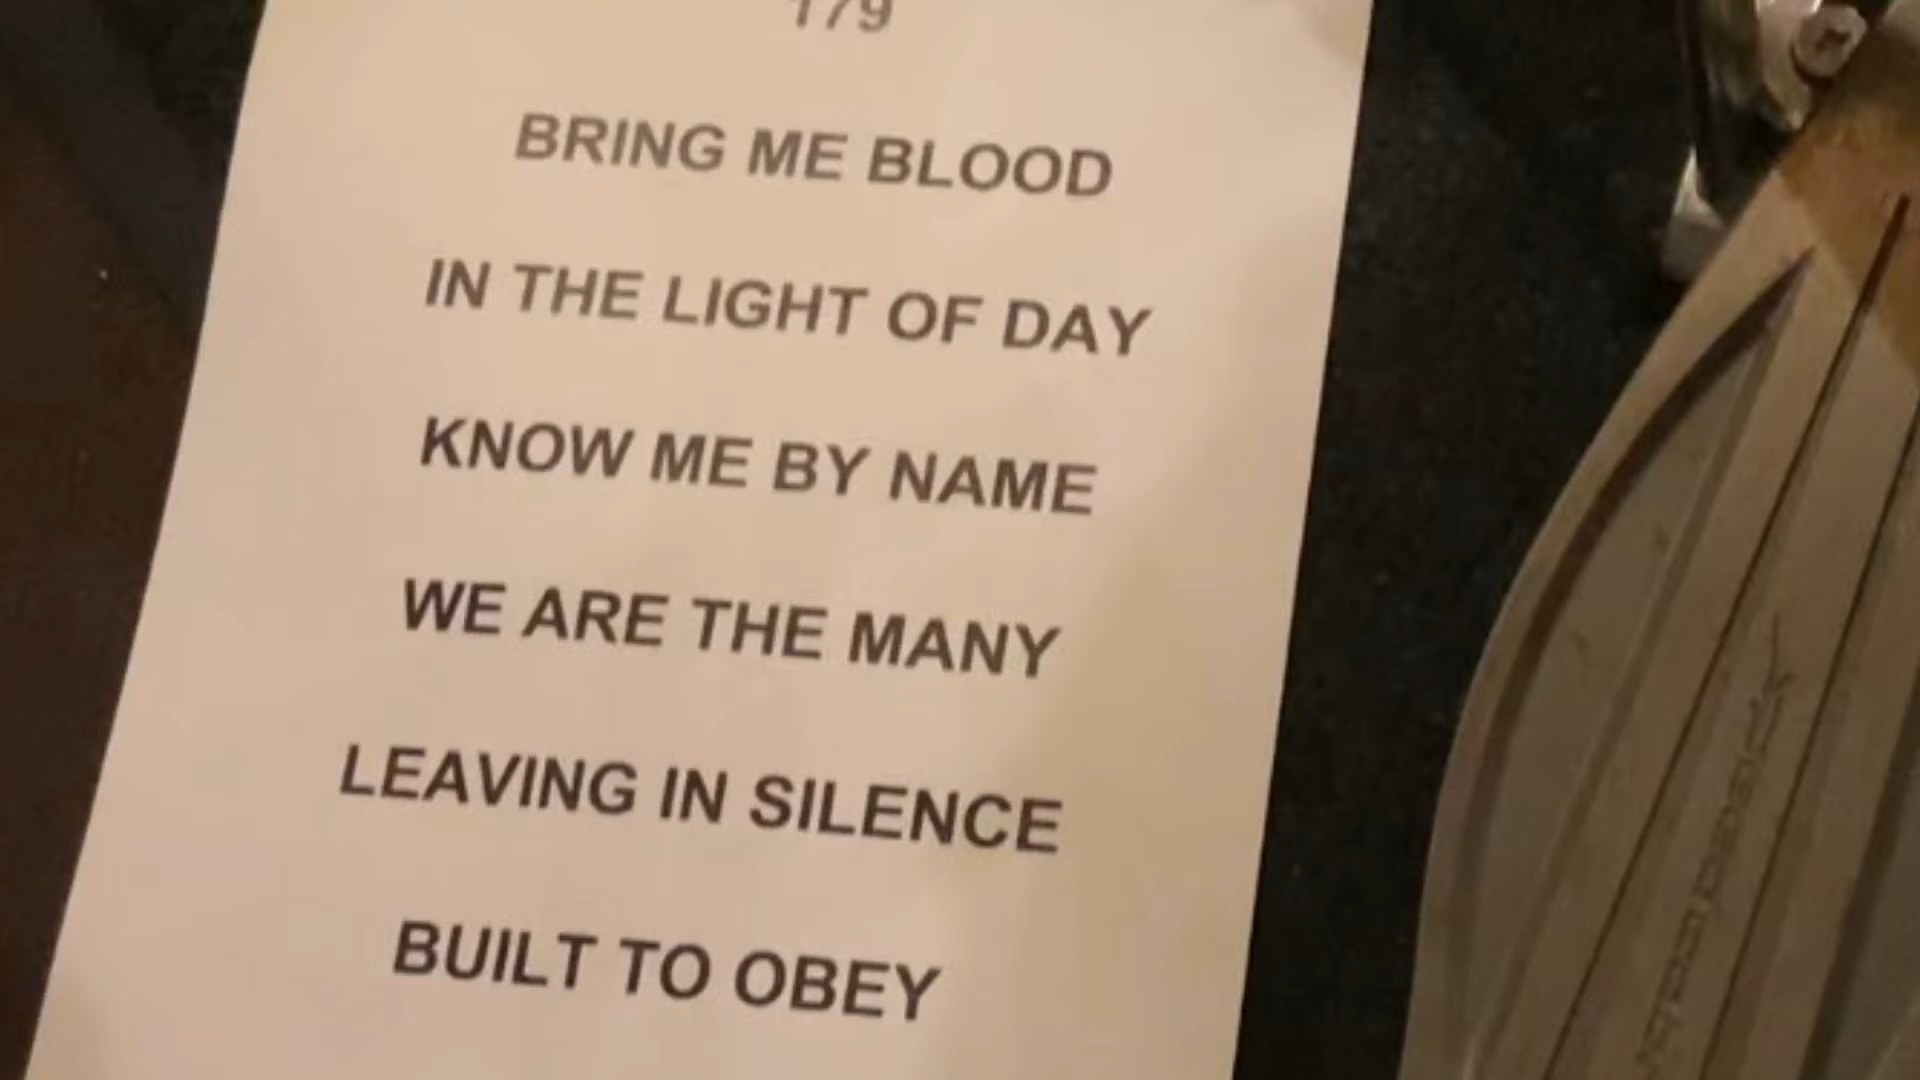 179
BRING ME BLOOD
IN THE LIGHT OF DAY
KNOW ME BY NAME
WE ARE THE MANY
LEAVING IN SILENCE
BUILT TO OBEY